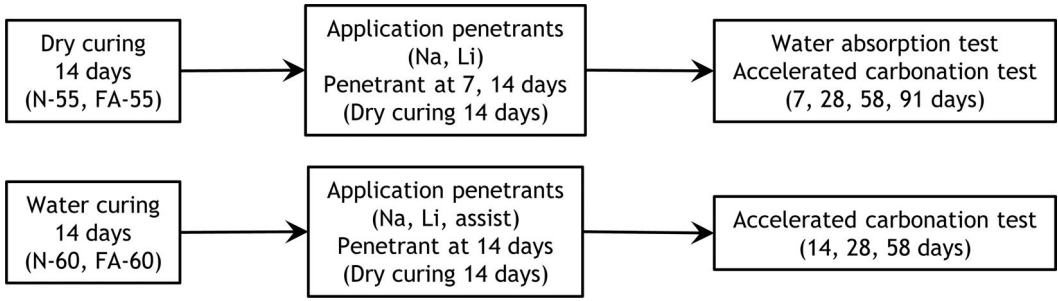 Dry curing
14 days
(N-55, FA-55)
Application penetrants
(Na, Li)
Penetrant at 7, 14 days
(Dry curing 14 days)
Water absorption test
Accelerated carbonation test
(7, 28, 58, 91 days)
Water curing
14 days
(N-60, FA-60)
Application penetrants
(Na, Li, assist)
Penetrant at 14 days
(Dry curing 14 days)
Accelerated carbonation test
(14, 28, 58 days)